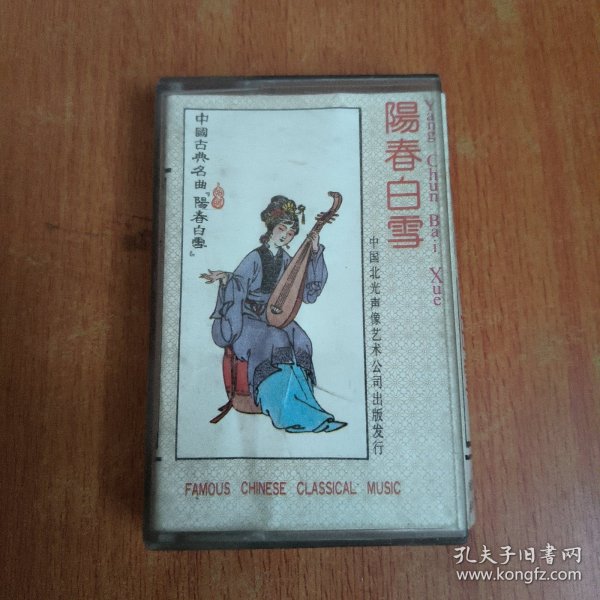 陽春白雪
Yang Chun Bai Xue
中国北光声像艺术公司出版发行
中國古典名曲『陽春白雪』
FAMOUS CHINESE CLASSICAL MUSIC
孔夫子旧书网
www.kongfz.com